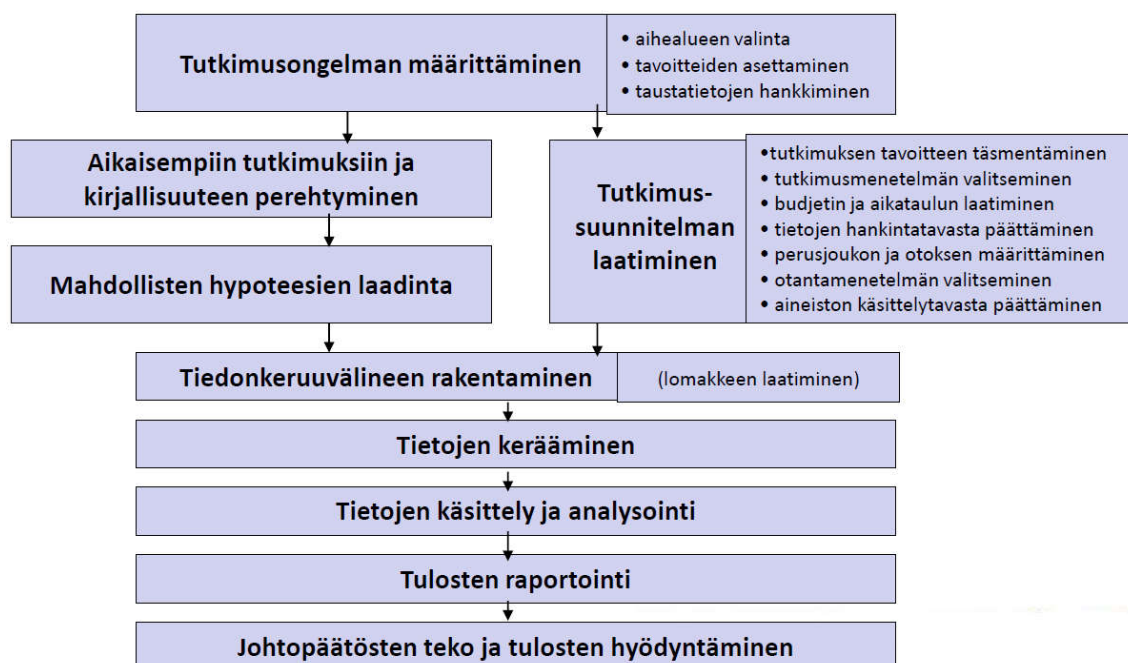 Tutkimusongelman määrittäminen
• aihealueen valinta
• tavoitteiden asettaminen
• taustatietojen hankkiminen
Aikaisempiin tutkimuksiin ja
kirjallisuuteen perehtyminen
Mahdollisten hypoteesien laadinta
Tutkimus-
suunnitelman
laatiminen
•tutkimuksen tavoitteen täsmentäminen
• tutkimusmenetelmän valitseminen
• budjetin ja aikataulun laatiminen
• tietojen hankintatavasta päättäminen
• perusjoukon ja otoksen määrittäminen
• otantamenetelmän valitseminen
• aineiston käsittelytavasta päättäminen
Tiedonkeruuvälineen rakentaminen
(lomakkeen laatiminen)
Tietojen kerääminen
Tietojen käsittely ja analysointi
Tulosten raportointi
Johtopäätösten teko ja tulosten hyödyntäminen